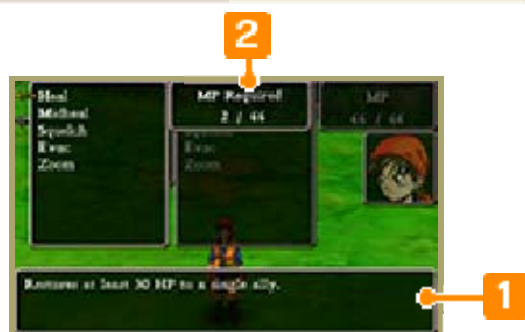 2
Heal
Midheal
Squelch
Evac
Zoom
MP Required
2 / 44
MP
44 / 44
Squelch
Evac
Zoom
Restores at least 30 HP to a single ally.
1